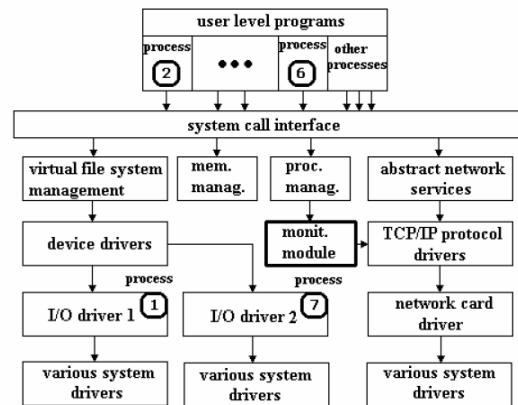 user level programs
process
2
•••
process
6
other
processes
system call interface
virtual file system
management
mem.
manag.
proc.
manag.
abstract network
services
device drivers
monit.
module
TCP/IP protocol
drivers
process
1
I/O driver 1
process
7
I/O driver 2
network card
driver
various system
drivers
various system
drivers
various system
drivers